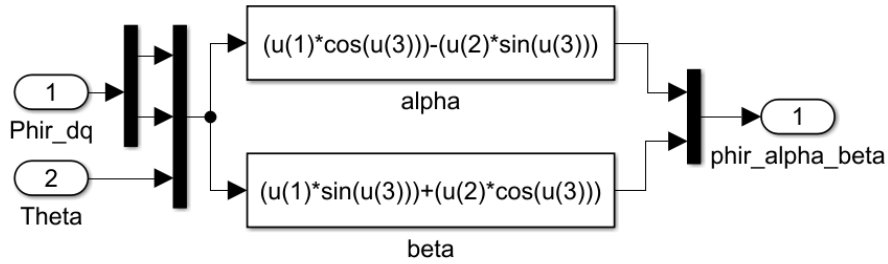 (u(1)*cos(u(3)))-(u(2)*sin(u(3)))
alpha
1
Phir_dq
1
phir_alpha_beta
2
Theta
(u(1)*sin(u(3)))+(u(2)*cos(u(3)))
beta